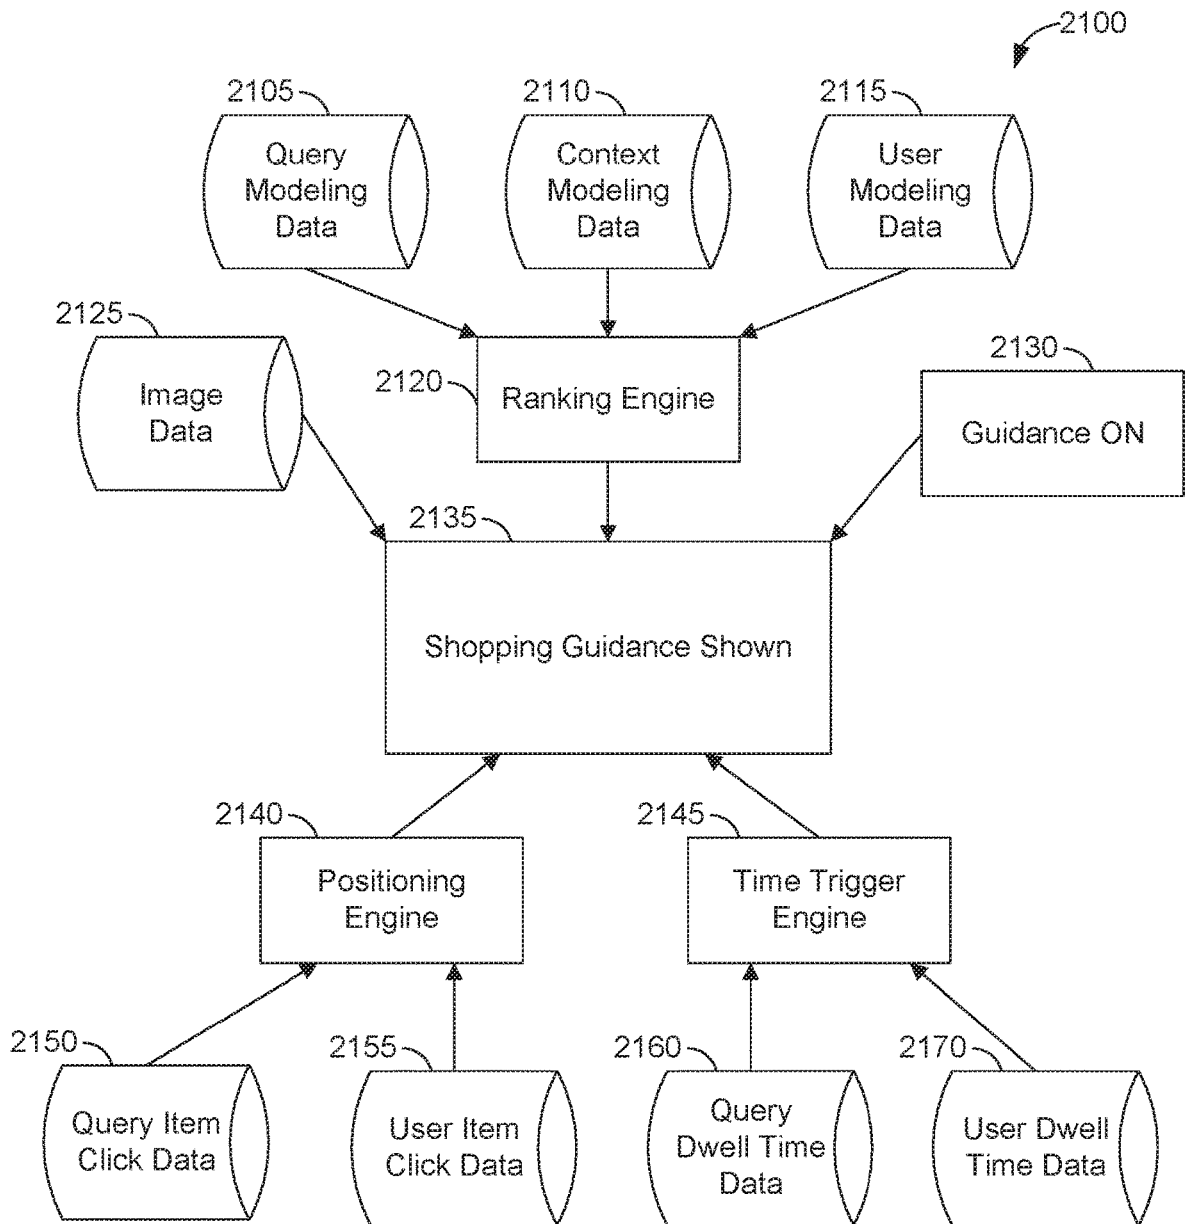 2100
2105
2110
2115
Query
Modeling
Data
Context
Modeling
Data
User
Modeling
Data
2125
Image
Data
2120
Ranking Engine
2130
Guidance ON
2135
Shopping Guidance Shown
2140
Positioning
Engine
2145
Time Trigger
Engine
2150
Query Item
Click Data
2155
User Item
Click Data
2160
Query
Dwell Time
Data
2170
User Dwell
Time Data